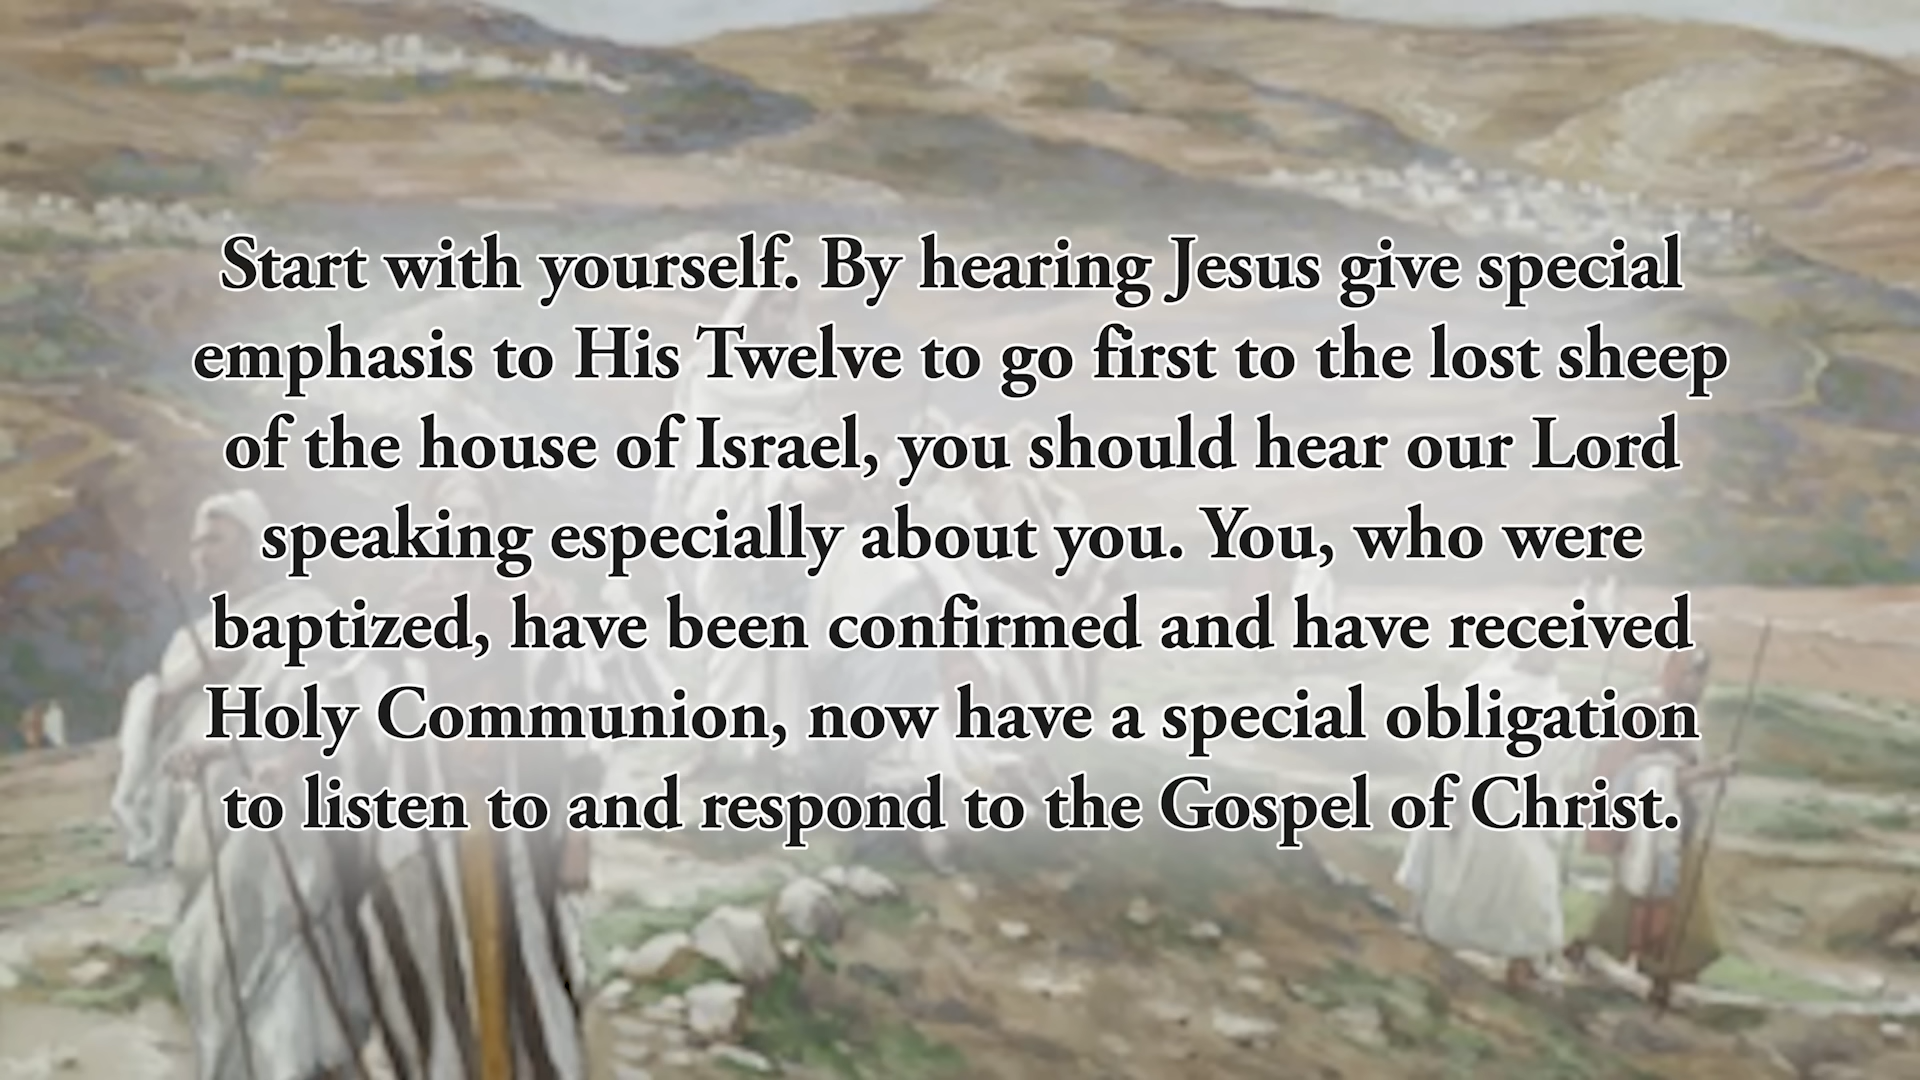 Start with yourself. By hearing Jesus give special
emphasis to His Twelve to go first to the lost sheep
of the house of Israel, you should hear our Lord
speaking especially about you. You, who were
baptized, have been confirmed and have received
Holy Communion, now have a special obligation
to listen to and respond to the Gospel of Christ.